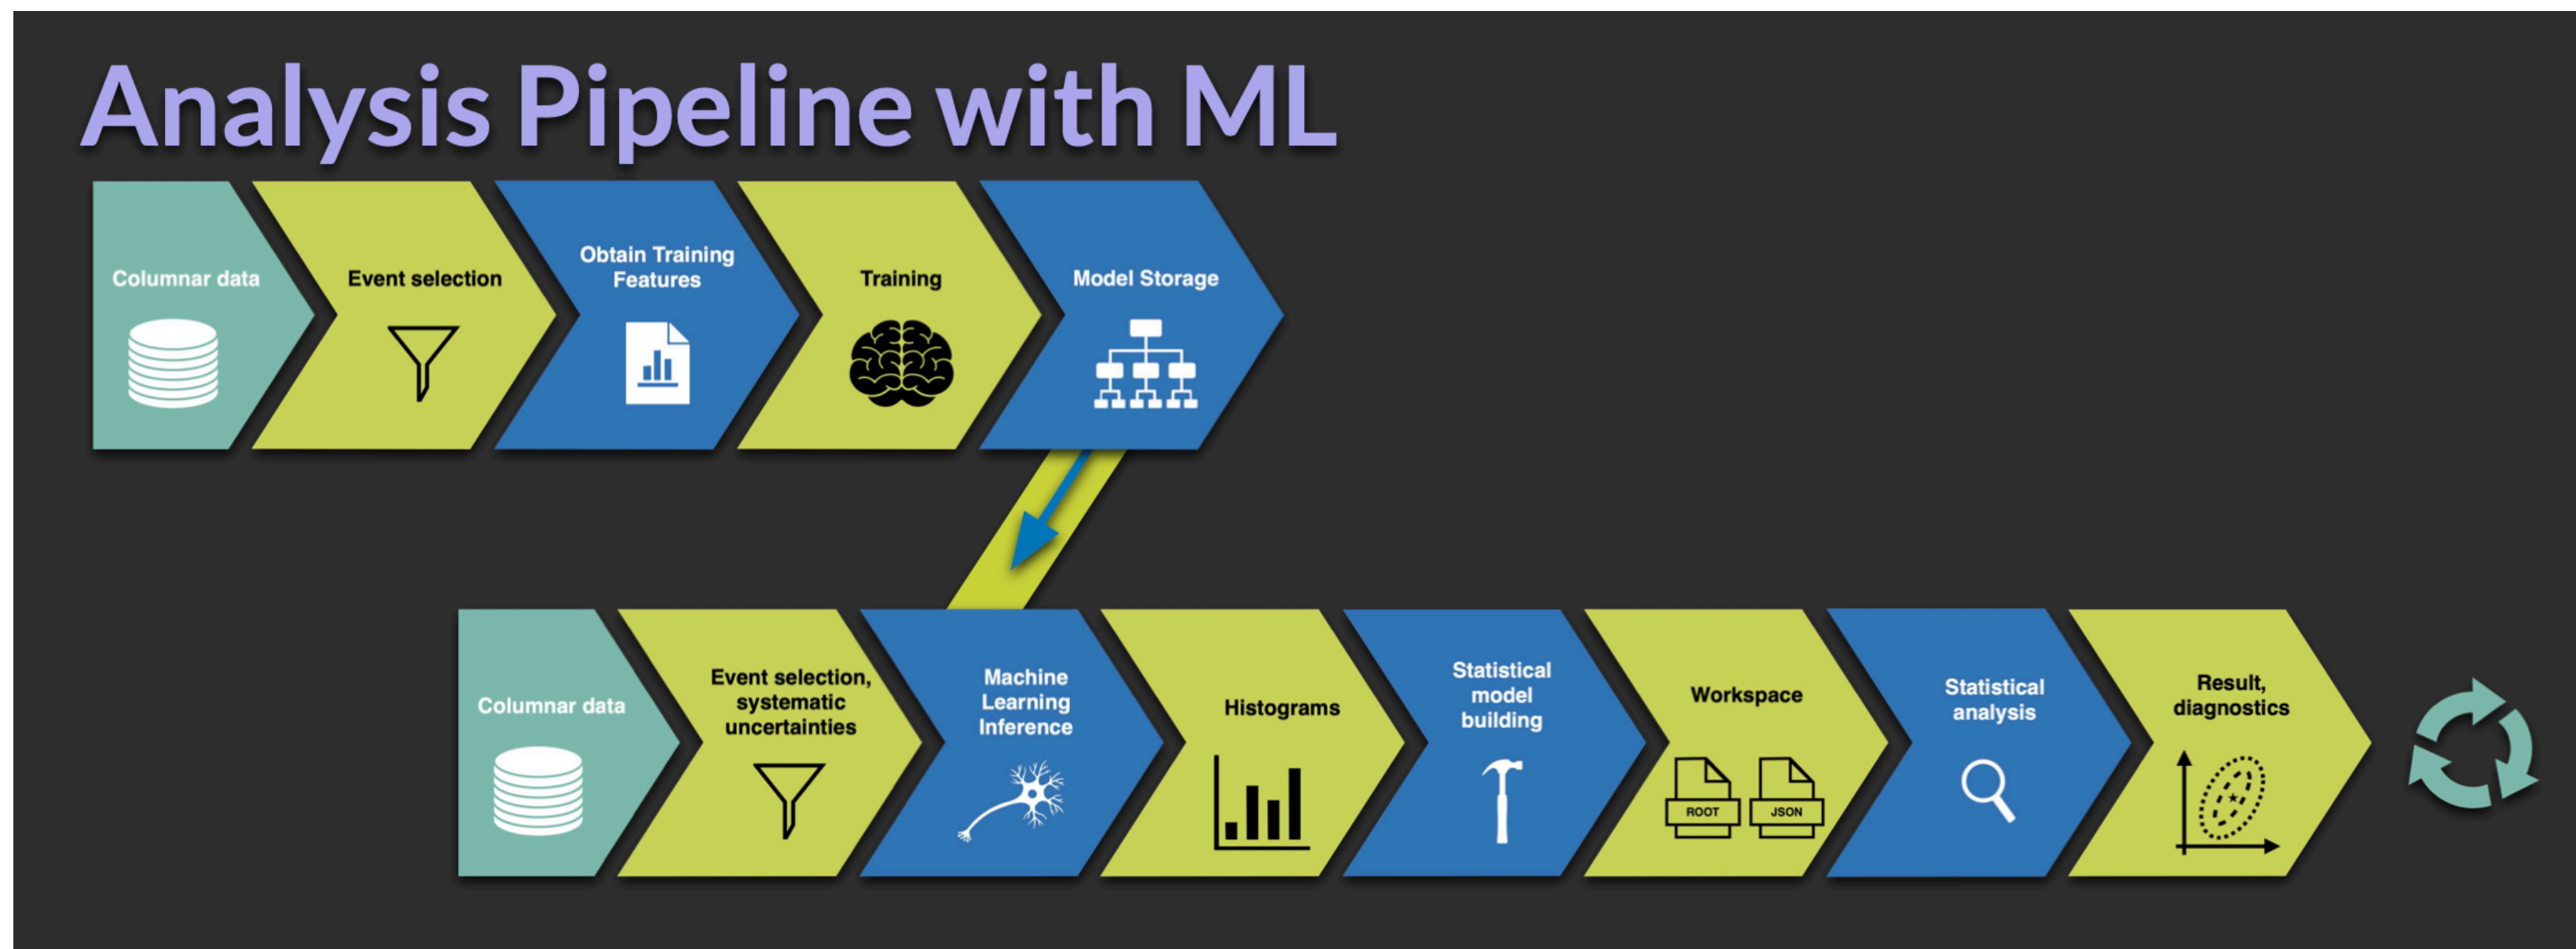 Analysis Pipeline with ML
Columnar data
Event selection
Obtain Training
Features
Training
Model Storage
Columnar data
Event selection,
systematic
uncertainties
Machine
Learning
Inference
Histograms
Statistical
model
building
Workspace
ROOT
JSON
Statistical
analysis
Result,
diagnostics